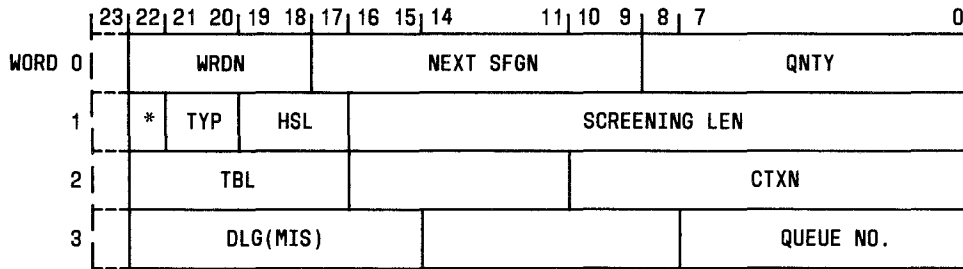 23 22 21 20 19 18 17 16 15 14 11 10 9 8 7 0
WORD 0 WRDN NEXT SFGN QNTY
1 * TYP HSL SCREENING LEN
2 TBL CTXN
3 DLG(MIS) QUEUE NO.